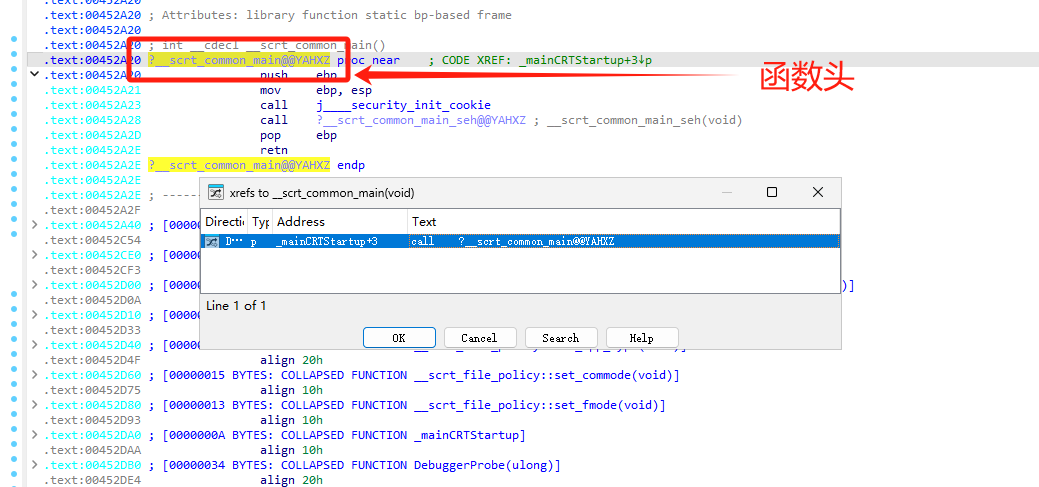 .text:00452A20 ; Attributes: library function static bp-based frame
.text:00452A20
.text:00452A20 ; int __cdecl __scrt_common_main()
.text:00452A20 ?__scrt_common_main@@YAHXZ proc near    ; CODE XREF: _mainCRTStartup+3↓p
.text:00452A20                 push    ebp
函数头
.text:00452A21                 mov     ebp, esp
.text:00452A23                 call    j____security_init_cookie
.text:00452A28                 call    ?__scrt_common_main_seh@@YAHXZ ; __scrt_common_main_seh(void)
.text:00452A2D                 pop     ebp
.text:00452A2E                 retn
.text:00452A2E ?__scrt_common_main@@YAHXZ endp
.text:00452A2E
.text:00452A2E ; -----
.text:00452A2F
.text:00452A40 ; [0000
.text:00452C54
.text:00452CE0 ; [0000
.text:00452CF3
.text:00452D00 ; [0000 )]
.text:00452D0A
.text:00452D10 ; [0000
.text:00452D33
.text:00452D40 ; [0000
.text:00452D4F                 align 20h
.text:00452D60 ; [00000015 BYTES: COLLAPSED FUNCTION __scrt_file_policy::set_commode(void)]
.text:00452D75                 align 10h
.text:00452D80 ; [00000013 BYTES: COLLAPSED FUNCTION __scrt_file_policy::set_fmode(void)]
.text:00452D93                 align 10h
.text:00452DA0 ; [0000000A BYTES: COLLAPSED FUNCTION _mainCRTStartup]
.text:00452DAA                 align 10h
.text:00452DB0 ; [00000034 BYTES: COLLAPSED FUNCTION DebuggerProbe(ulong)]
.text:00452DE4                 align 20h
xrefs to __scrt_common_main(void)
Directic Typ Address Text
D… p _mainCRTStartup+3 call    ?__scrt_common_main@@YAHXZ
Line 1 of 1
OK Cancel Search Help